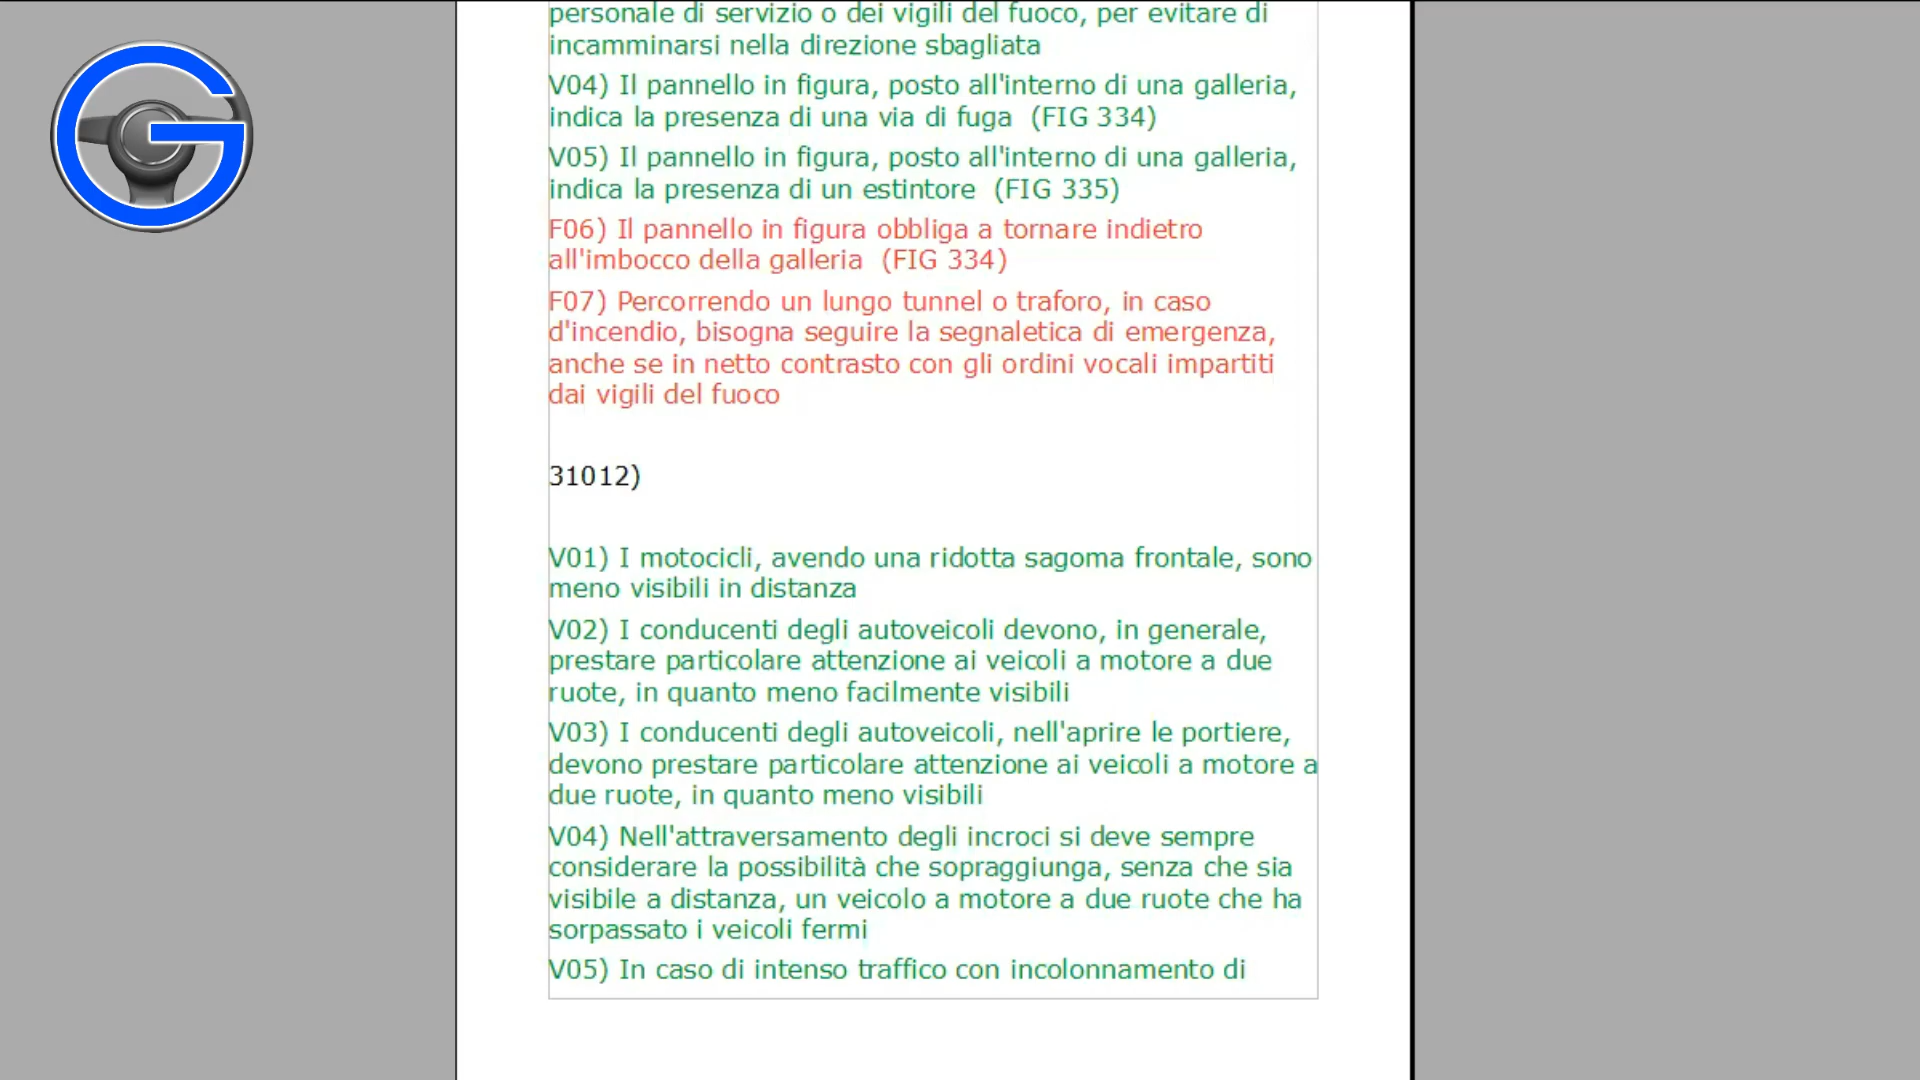 personale di servizio o dei vigili del fuoco, per evitare di
incamminarsi nella direzione sbagliata
V04) Il pannello in figura, posto all'interno di una galleria,
indica la presenza di una via di fuga (FIG 334)
V05) Il pannello in figura, posto all'interno di una galleria,
indica la presenza di un estintore (FIG 335)
F06) Il pannello in figura obbliga a tornare indietro
all'imbocco della galleria (FIG 334)
F07) Percorrendo un lungo tunnel o traforo, in caso
d'incendio, bisogna seguire la segnaletica di emergenza,
anche se in netto contrasto con gli ordini vocali impartiti
dai vigili del fuoco
31012)
V01) I motocicli, avendo una ridotta sagoma frontale, sono
meno visibili in distanza
V02) I conducenti degli autoveicoli devono, in generale,
prestare particolare attenzione ai veicoli a motore a due
ruote, in quanto meno facilmente visibili
V03) I conducenti degli autoveicoli, nell'aprire le portiere,
devono prestare particolare attenzione ai veicoli a motore a
due ruote, in quanto meno visibili
V04) Nell'attraversamento degli incroci si deve sempre
considerare la possibilità che sopraggiunga, senza che sia
visibile a distanza, un veicolo a motore a due ruote che ha
sorpassato i veicoli fermi
V05) In caso di intenso traffico con incolonnamento di